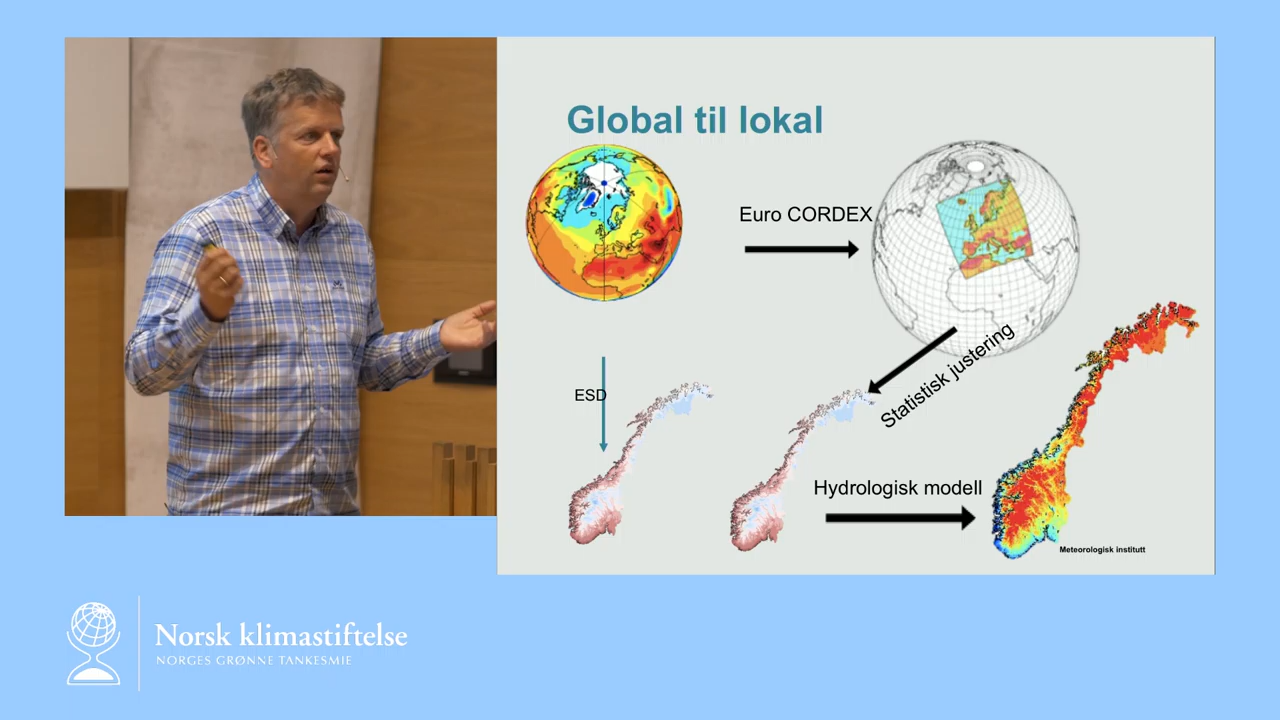 Global til lokal
Euro CORDEX
Statistisk justering
ESD
Hydrologisk modell
Meteorologisk institutt
Norsk klimastiftelse
NORGES GRØNNE TANKESMIE